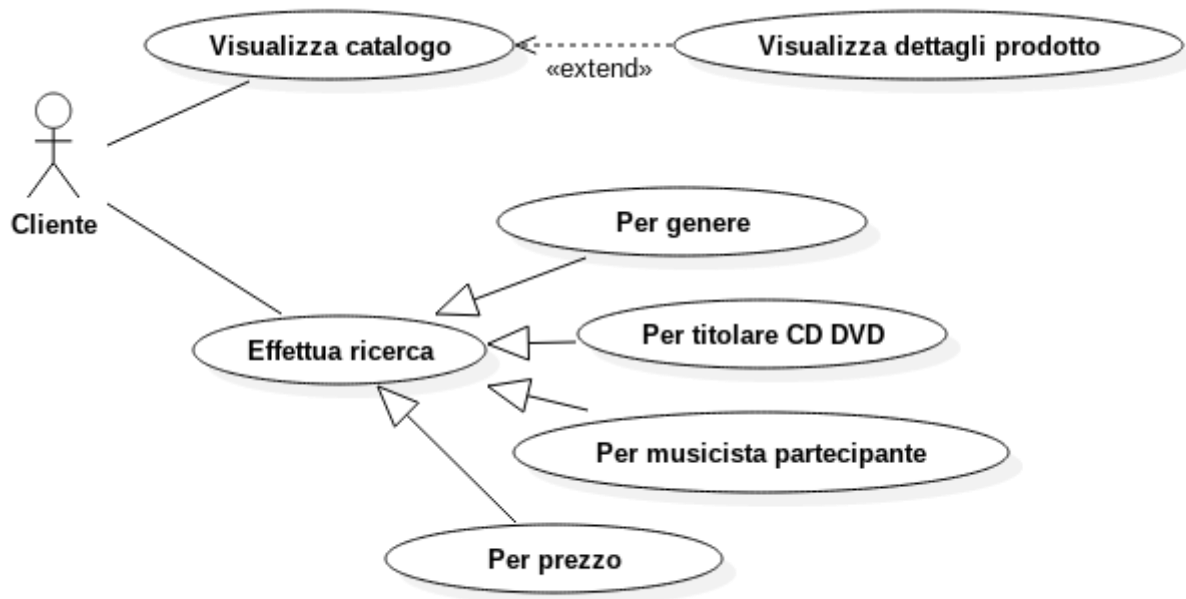 Visualizza catalogo
«extend»
Visualizza dettagli prodotto
Cliente
Per genere
Effettua ricerca
Per titolare CD DVD
Per musicista partecipante
Per prezzo